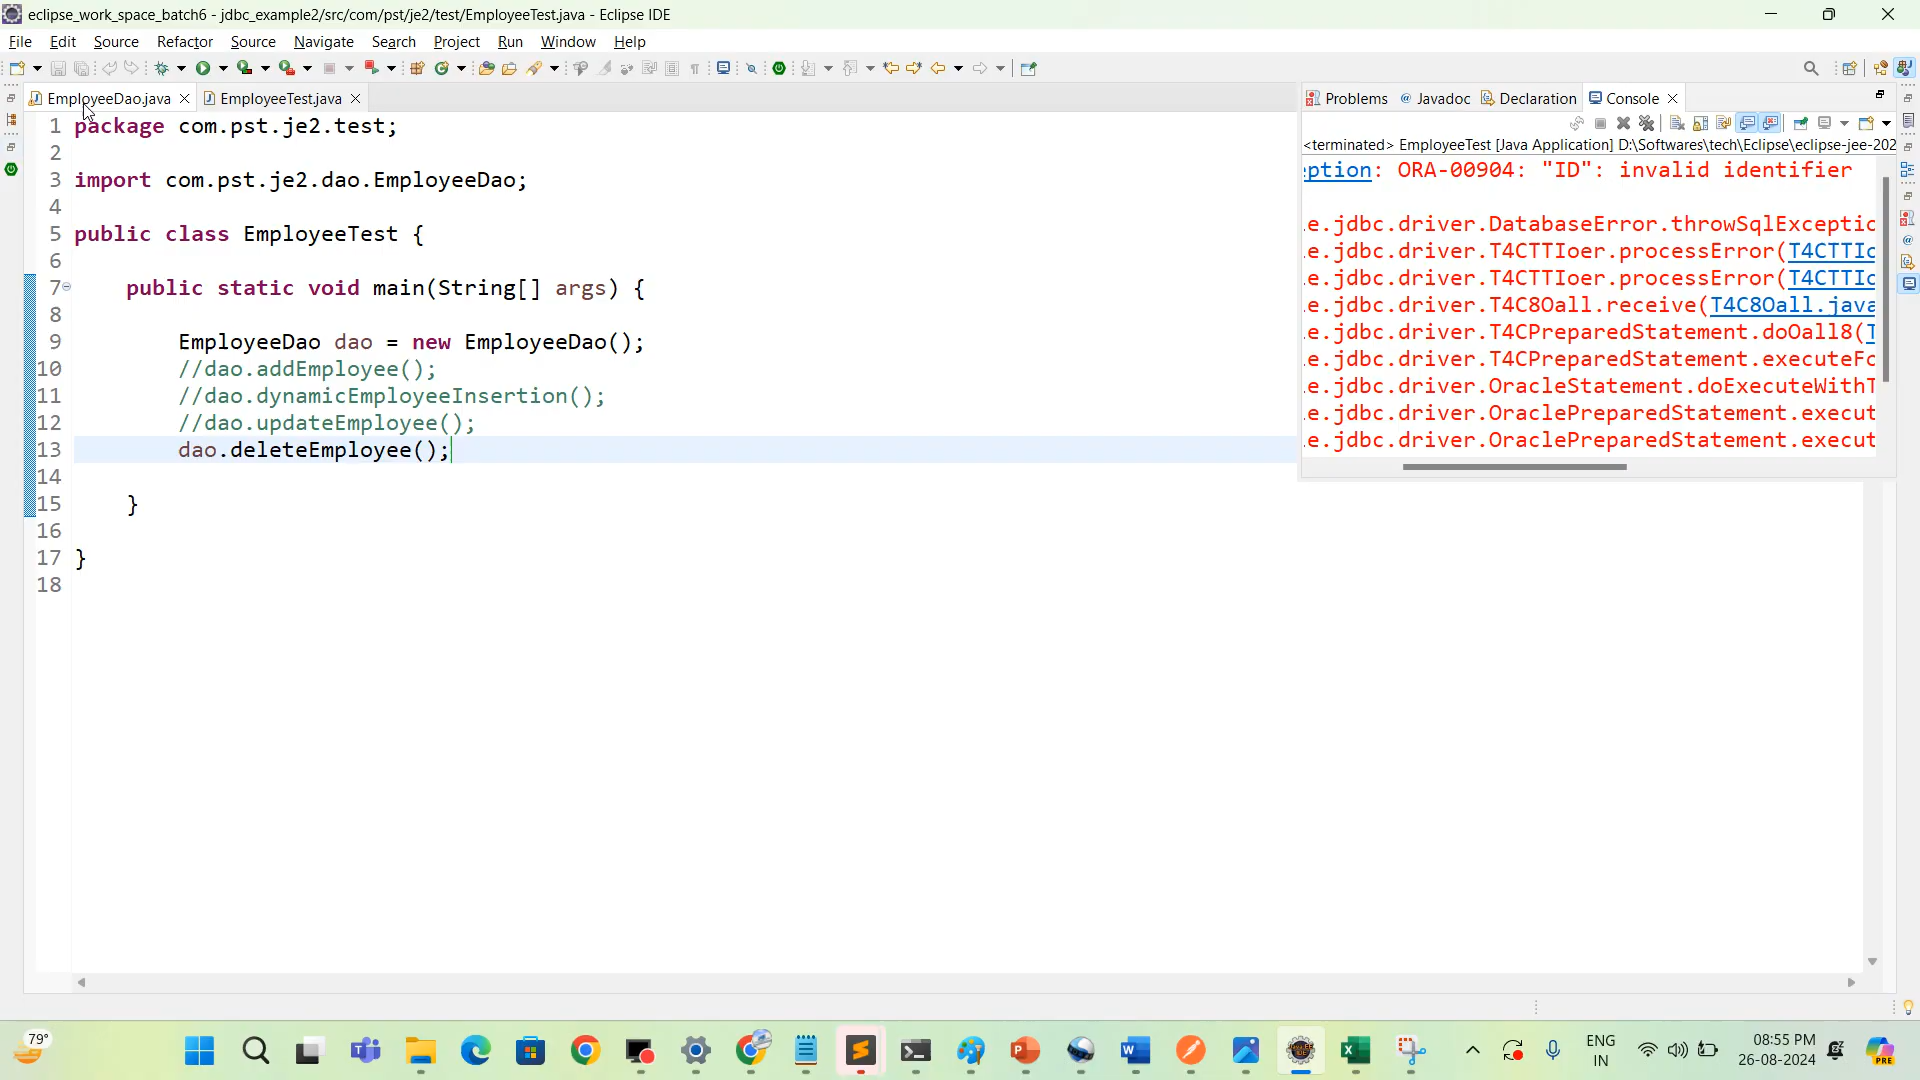 eclipse_work_space_batch6 - jdbc_example2/src/com/pst/je2/test/EmployeeTest.java - Eclipse IDE
File Edit Source Refactor Source Navigate Search Project Run Window Help
EmployeeDao.java EmployeeTest.java
1 package com.pst.je2.test;
2
3 import com.pst.je2.dao.EmployeeDao;
4
5 public class EmployeeTest {
6
7 public static void main(String[] args) {
8
9 EmployeeDao dao = new EmployeeDao();
10 //dao.addEmployee();
11 //dao.dynamicEmployeeInsertion();
12 //dao.updateEmployee();
13 dao.deleteEmployee();
14
15 }
16
17 }
18
Problems Javadoc Declaration Console
<terminated> EmployeeTest [Java Application] D:\Softwares\tech\Eclipse\eclipse-jee-202
ption: ORA-00904: "ID": invalid identifier
e.jdbc.driver.DatabaseError.throwSqlExceptio
e.jdbc.driver.T4CTTIoer.processError(T4CTTIo
e.jdbc.driver.T4CTTIoer.processError(T4CTTIo
e.jdbc.driver.T4C8Oall.receive(T4C8Oall.java
e.jdbc.driver.T4CPreparedStatement.doOall8(T
e.jdbc.driver.T4CPreparedStatement.executeFo
e.jdbc.driver.OracleStatement.doExecuteWithT
e.jdbc.driver.OraclePreparedStatement.execut
e.jdbc.driver.OraclePreparedStatement.execut
79°
ENG
IN
08:55 PM
26-08-2024
PRE